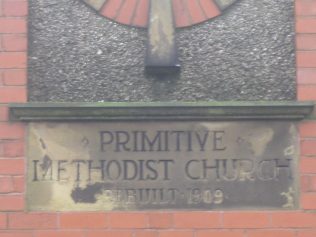 PRIMITIVE
METHODIST CHURCH
REBUILT · 1909